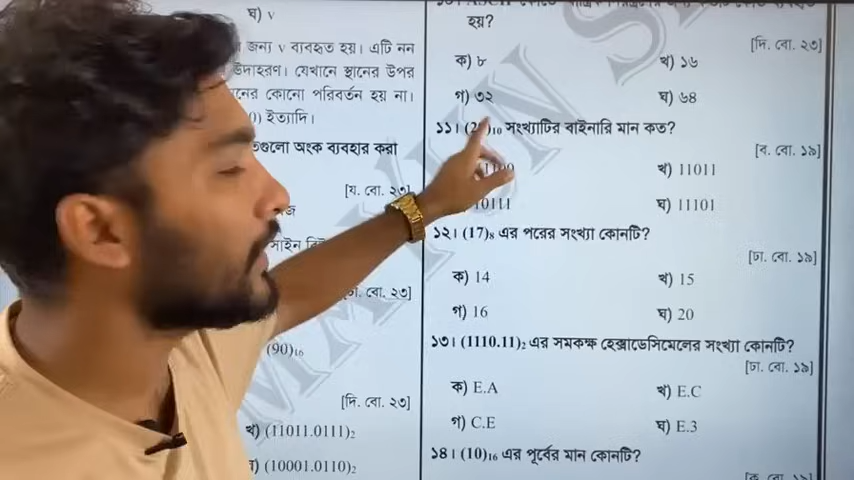 ঘ) v
জন্য v ব্যবহৃত হয়। এটি নন
উদাহরণ। যেখানে স্থানের উপর
র কোনো পরিবর্তন হয় না।
ইত্যাদি।
গুলো অংক ব্যবহার করা
[য. বো. ২৩]
[দি. বো. ২৩]
খ) (11011.0111)₂
(10001.0110)₂
(90)₁₆
হয়?
[দি. বো. ২৩]
ক) ৮
খ) ১৬
গ) ৩২
ঘ) ৬৪
১১। সংখ্যাটির বাইনারি মান কত?
[ব. বো. ১৯]
খ) 11011
10111
ঘ) 11101
১২। (17)₈ এর পরের সংখ্যা কোনটি?
[ঢা. বো. ১৯]
ক) 14
খ) 15
গ) 16
ঘ) 20
১৩। (1110.11)₂ এর সমকক্ষ হেক্সাডেসিমেলের সংখ্যা কোনটি?
[ঢা. বো. ১৯]
ক) E.A
খ) E.C
গ) C.E
ঘ) E.3
১৪। (10)₁₆ এর পূর্বের মান কোনটি?